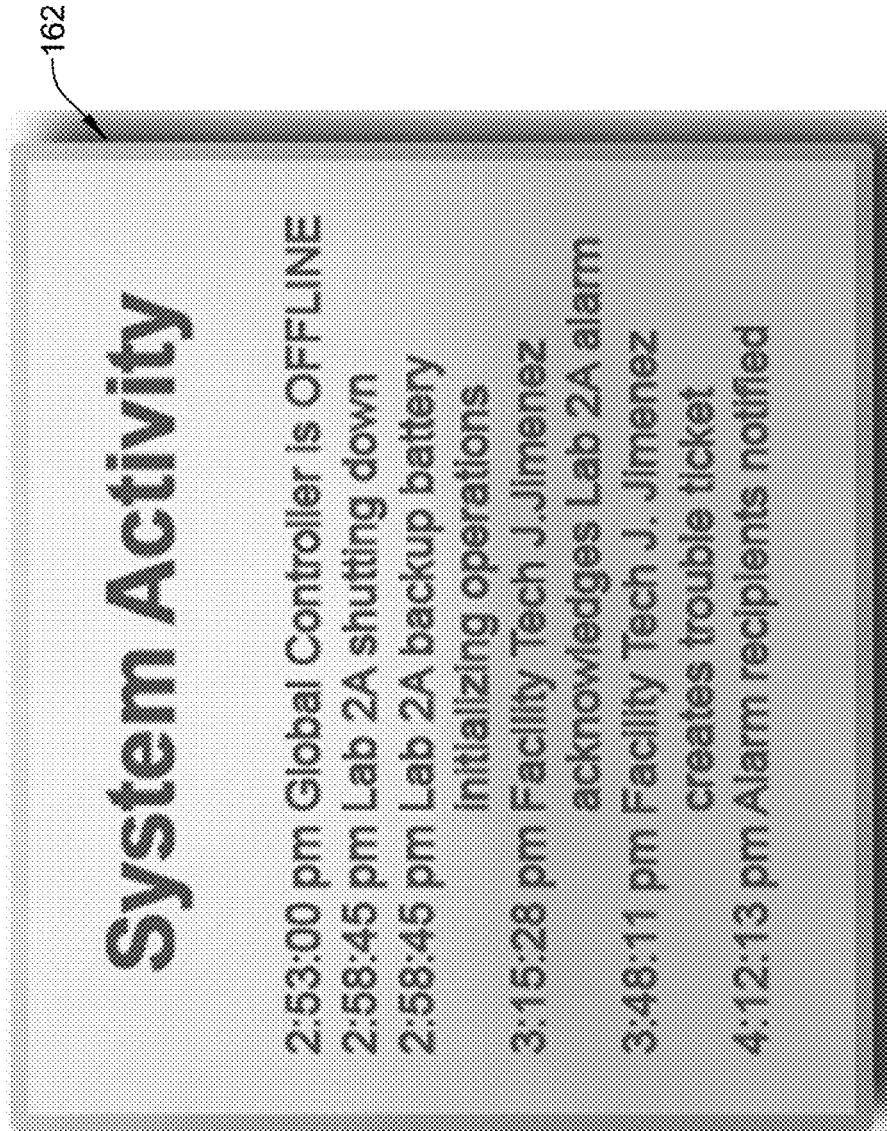 162
System Activity
2:53:00 pm Global Controller is OFFLINE
2:58:45 pm Lab 2A shutting down
2:58:45 pm Lab 2A backup battery
initializing operations
3:15:28 pm Facility Tech J.Jimenez
acknowledges Lab 2A alarm
3:48:11 pm Facility Tech J. Jimenez
creates trouble ticket
4:12:13 pm Alarm recipients notified